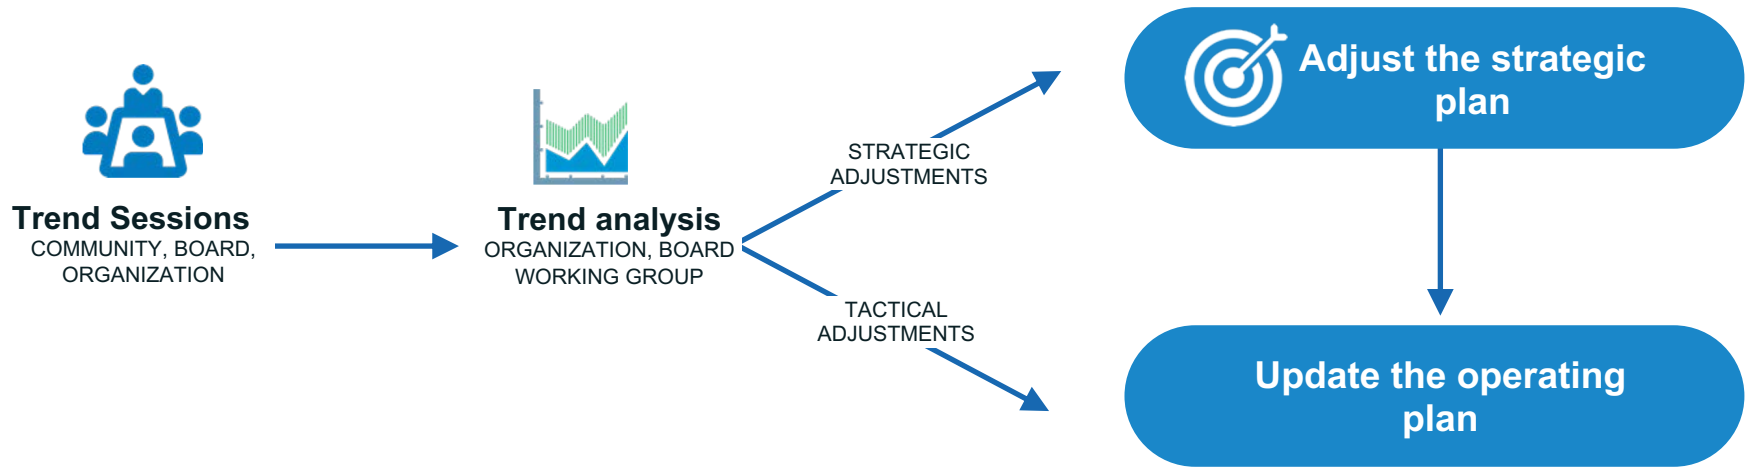 Trend Sessions
COMMUNITY, BOARD,
ORGANIZATION
Trend analysis
ORGANIZATION, BOARD
WORKING GROUP
STRATEGIC
ADJUSTMENTS
TACTICAL
ADJUSTMENTS
Adjust the strategic
plan
Update the operating
plan